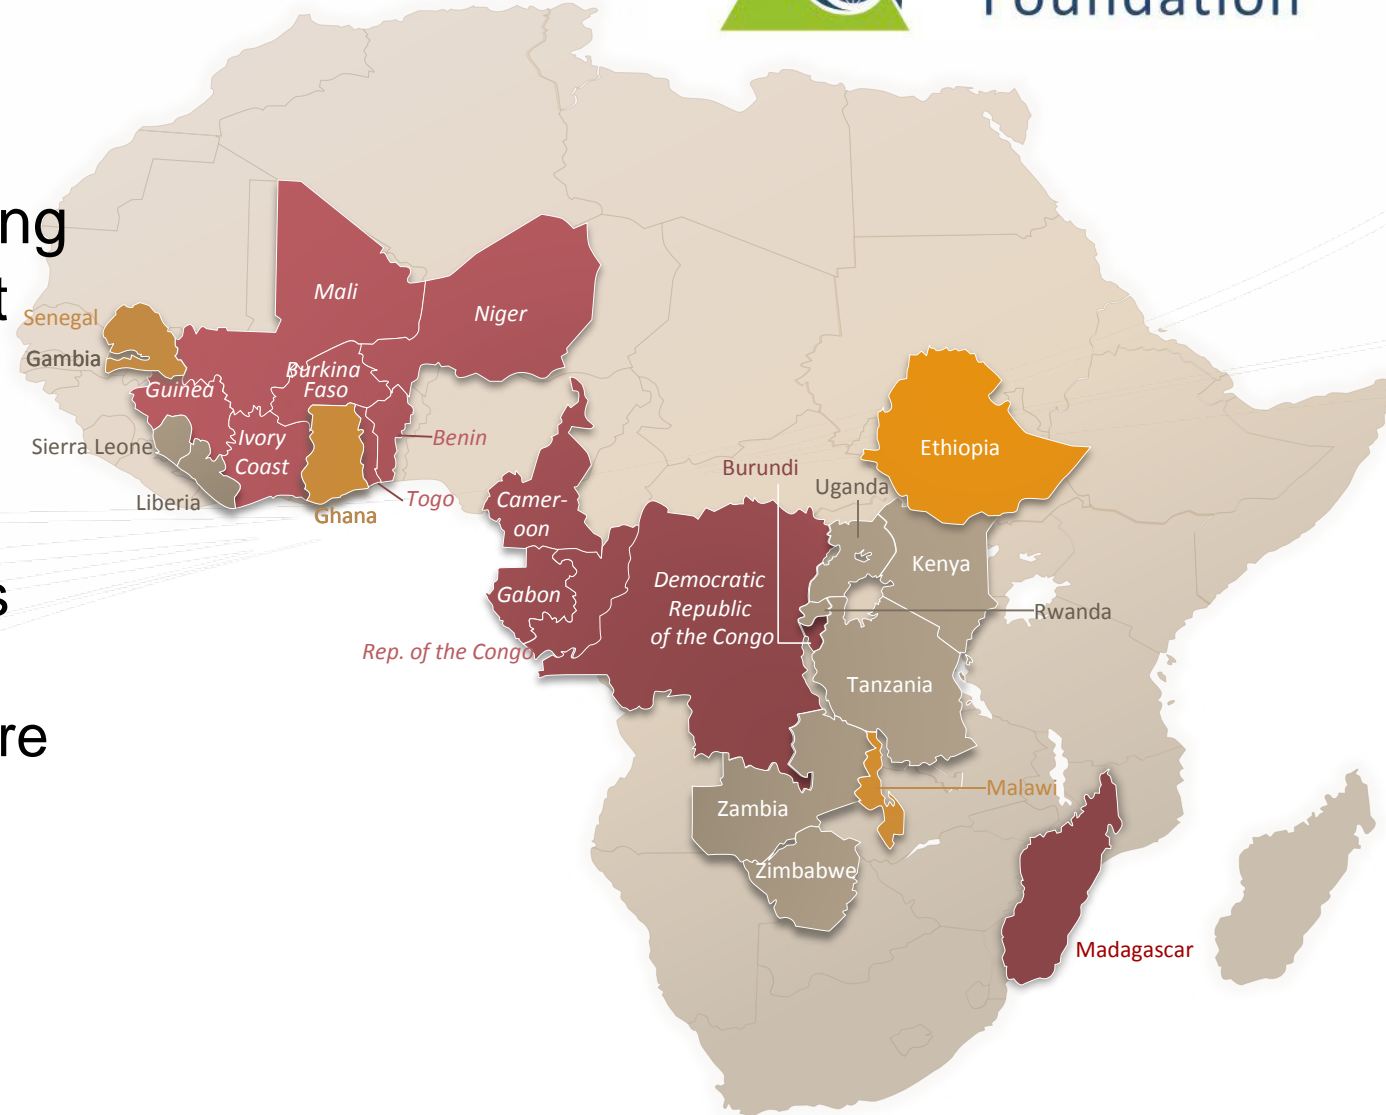 Foundation
ng
t
s
re
Mali
Niger
Senegal
Gambia
Burkina
Faso
Guinea
Sierra Leone
Ivory
Coast
Benin
Liberia
Togo
Ghana
Camer-
oon
Burundi
Uganda
Ethiopia
Kenya
Democratic
Republic
of the Congo
Gabon
Rwanda
Rep. of the Congo
Tanzania
Malawi
Zambia
Zimbabwe
Madagascar